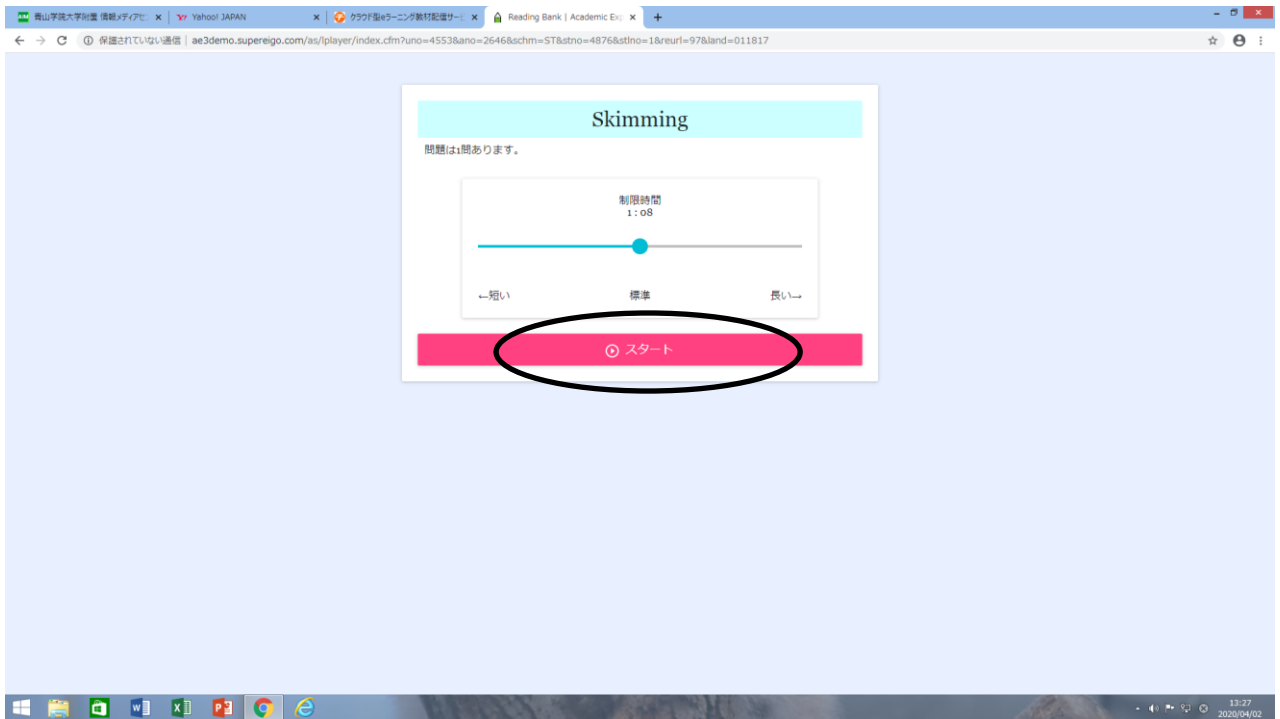 青山学院大学附置 情報メディアセ
Yahoo! JAPAN
クラウド型eラーニング教材配信サービ
Reading Bank | Academic Exp
保護されていない通信 | ae3demo.supereigo.com/as/lplayer/index.cfm?uno=4553&ano=2646&schm=ST&stno=4876&stlno=1&reurl=97&land=011817
Skimming
問題は1問あります。
制限時間
1:08
←短い 標準 長い→
スタート
13:27
2020/04/02